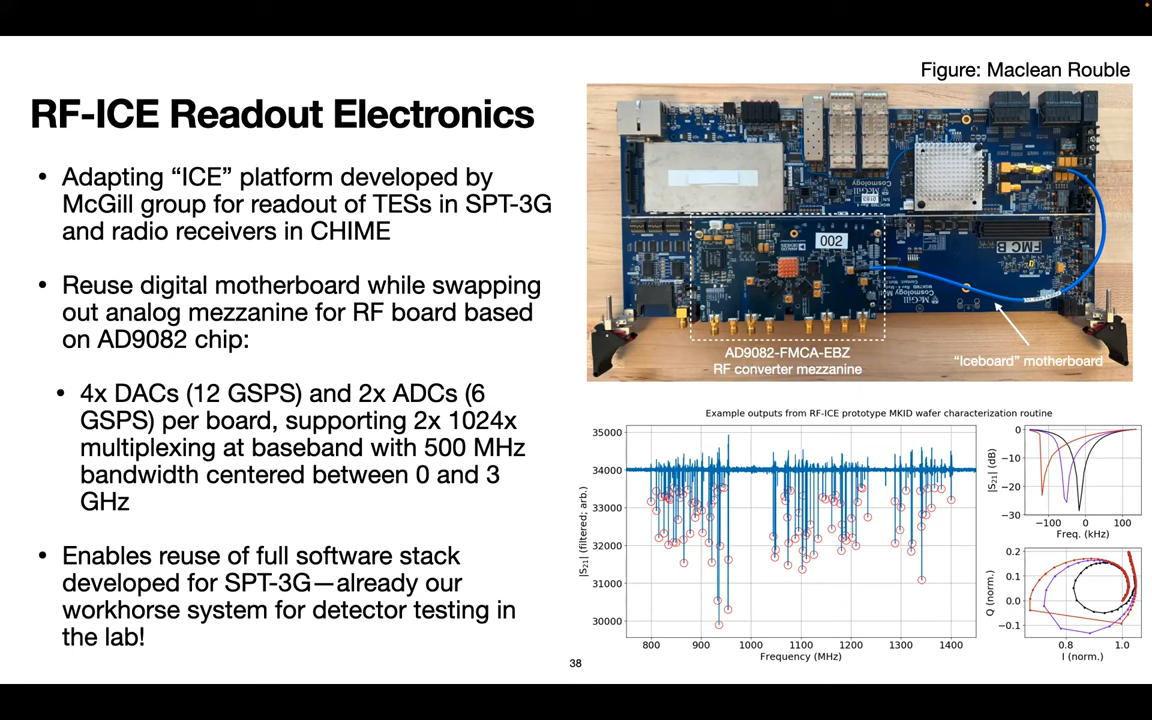 Figure: Maclean Rouble
RF-ICE Readout Electronics
• Adapting “ICE” platform developed by
McGill group for readout of TESs in SPT-3G
and radio receivers in CHIME
• Reuse digital motherboard while swapping
out analog mezzanine for RF board based
on AD9082 chip:
• 4x DACs (12 GSPS) and 2x ADCs (6
GSPS) per board, supporting 2x 1024x
multiplexing at baseband with 500 MHz
bandwidth centered between 0 and 3
GHz
• Enables reuse of full software stack
developed for SPT-3G—already our
workhorse system for detector testing in
the lab!
002
FMC B
McGill
Cosmology
AD9082-FMCA-EBZ
RF converter mezzanine
“Iceboard” motherboard
Example outputs from RF-ICE prototype MKID wafer characterization routine
|S21| (filtered; arb.)
35000
34000
33000
32000
31000
30000
800 900 1000 1100 1200 1300 1400
Frequency (MHz)
|S21| (dB)
0
−10
−20
−30
−100 0 100
Freq. (kHz)
Q (norm.)
0.2
0.1
0.0
−0.1
0.8 1.0
I (norm.)
38